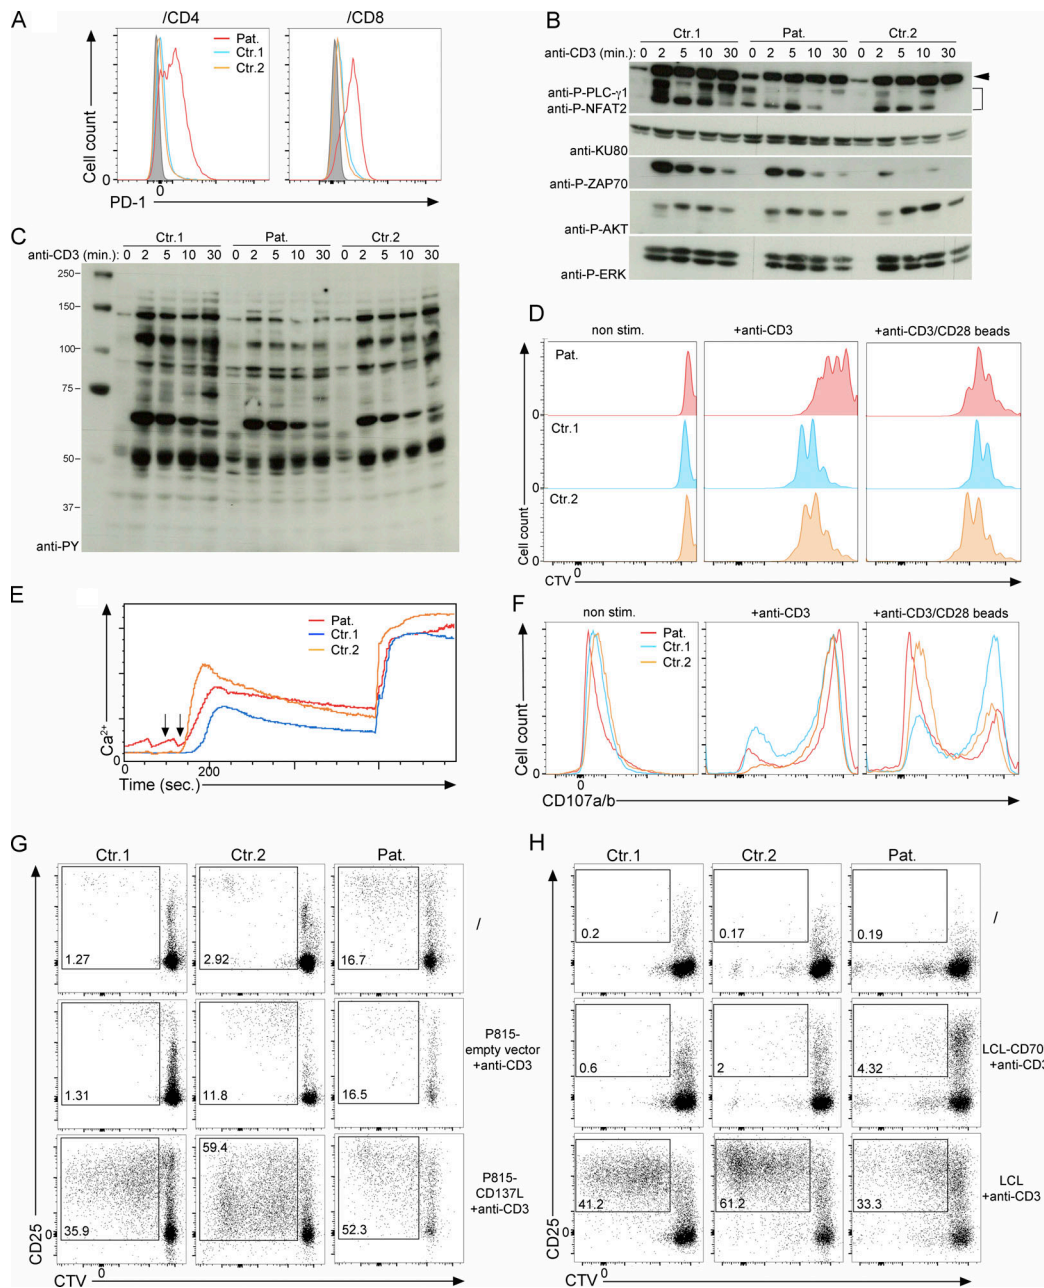 A
/CD4
/CD8
Pat.
Ctr.1
Ctr.2
Cell count
0
PD-1
B
Ctr.1
Pat.
Ctr.2
anti-CD3 (min.): 0 2 5 10 30 0 2 5 10 30 0 2 5 10 30
anti-P-PLC-γ1
anti-P-NFAT2
anti-KU80
anti-P-ZAP70
anti-P-AKT
anti-P-ERK
C
Ctr.1
Pat.
Ctr.2
anti-CD3 (min.): 0 2 5 10 30 0 2 5 10 30 0 2 5 10 30
250
150
100
75
50
37
anti-PY
D
non stim.
+anti-CD3
+anti-CD3/CD28 beads
Pat.
0
Ctr.1
0
Ctr.2
0
Cell count
0
CTV
E
Pat.
Ctr.1
Ctr.2
Ca2+
0
0
200
Time (sec.)
F
non stim.
+anti-CD3
+anti-CD3/CD28 beads
Pat.
Ctr.1
Ctr.2
Cell count
0
0
CD107a/b
G
Ctr.1
Ctr.2
Pat.
1.27
2.92
16.7
/
1.31
11.8
16.5
P815-
empty vector
+anti-CD3
35.9
59.4
52.3
P815-
CD137L
+anti-CD3
CD25
0
0
CTV
H
Ctr.1
Ctr.2
Pat.
0.2
0.17
0.19
/
0.6
2
4.32
LCL-CD70
+anti-CD3
41.2
61.2
33.3
LCL
+anti-CD3
CD25
0
0
CTV